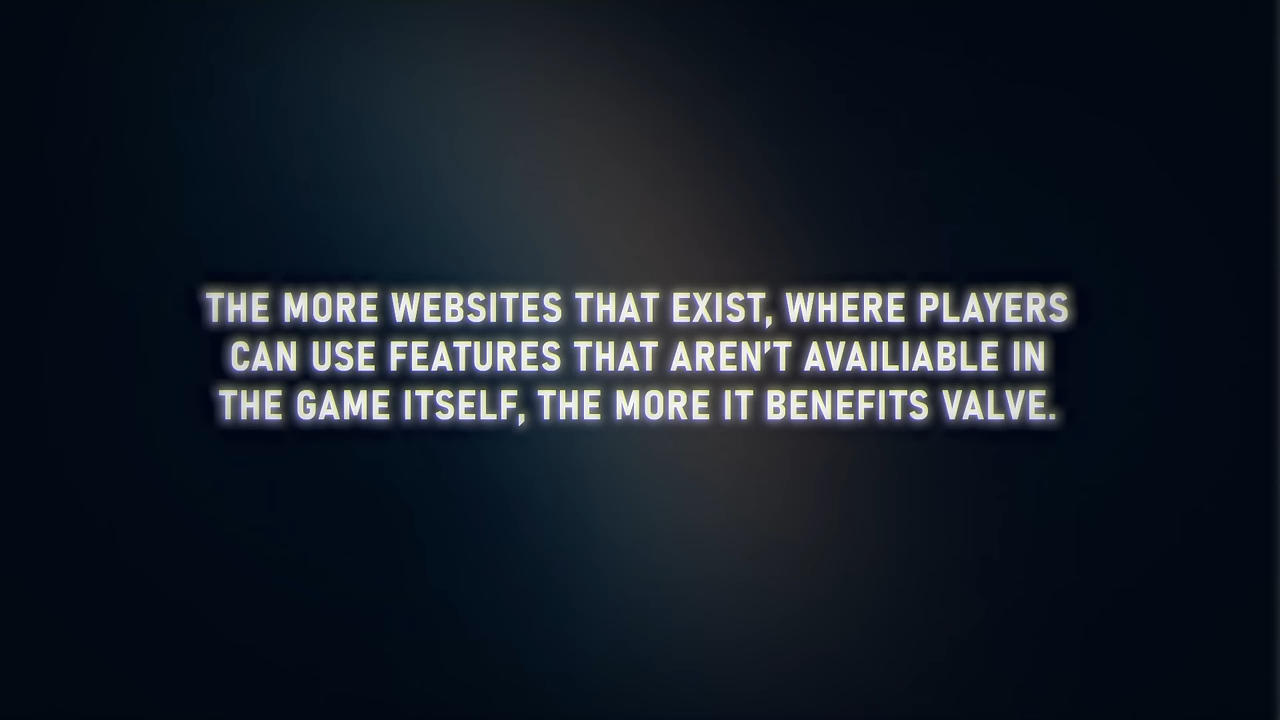 THE MORE WEBSITES THAT EXIST, WHERE PLAYERS
CAN USE FEATURES THAT AREN'T AVAILIABLE IN
THE GAME ITSELF, THE MORE IT BENEFITS VALVE.